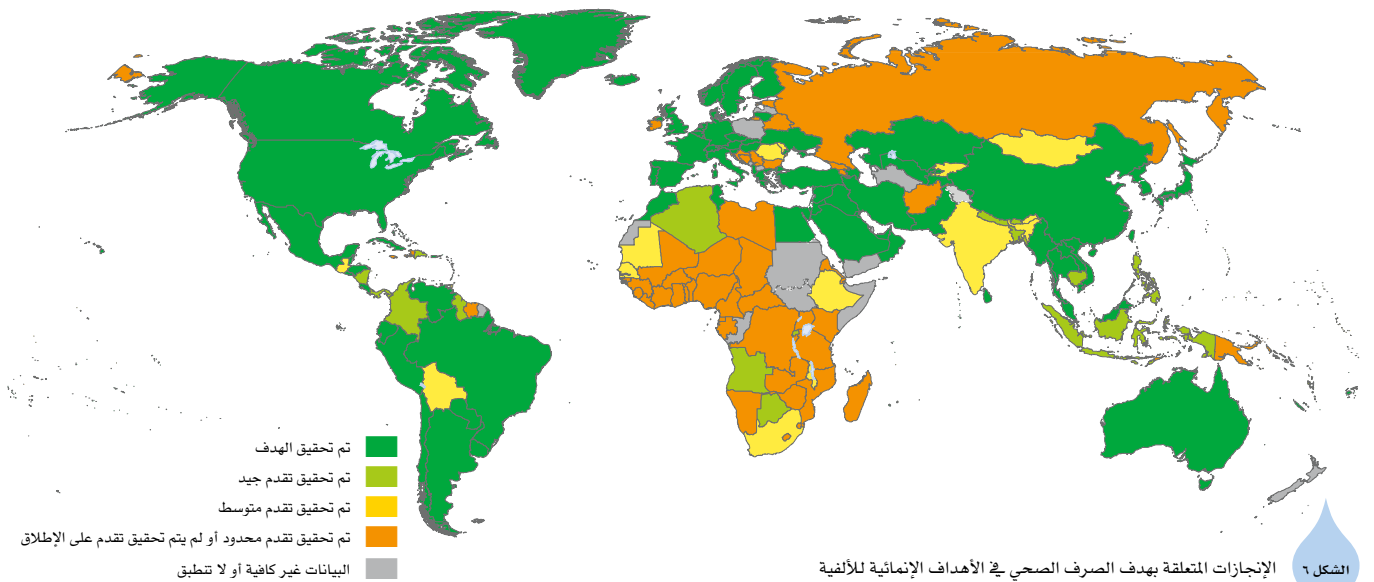 تم تحقيق الهدف
تم تحقيق تقدم جيد
تم تحقيق تقدم متوسط
تم تحقيق تقدم محدود أو لم يتم تحقيق تقدم على الإطلاق
البيانات غير كافية أو لا تنطبق
الشكل ٦
الإنجازات المتعلقة بهدف الصرف الصحي في الأهداف الإنمائية للألفية